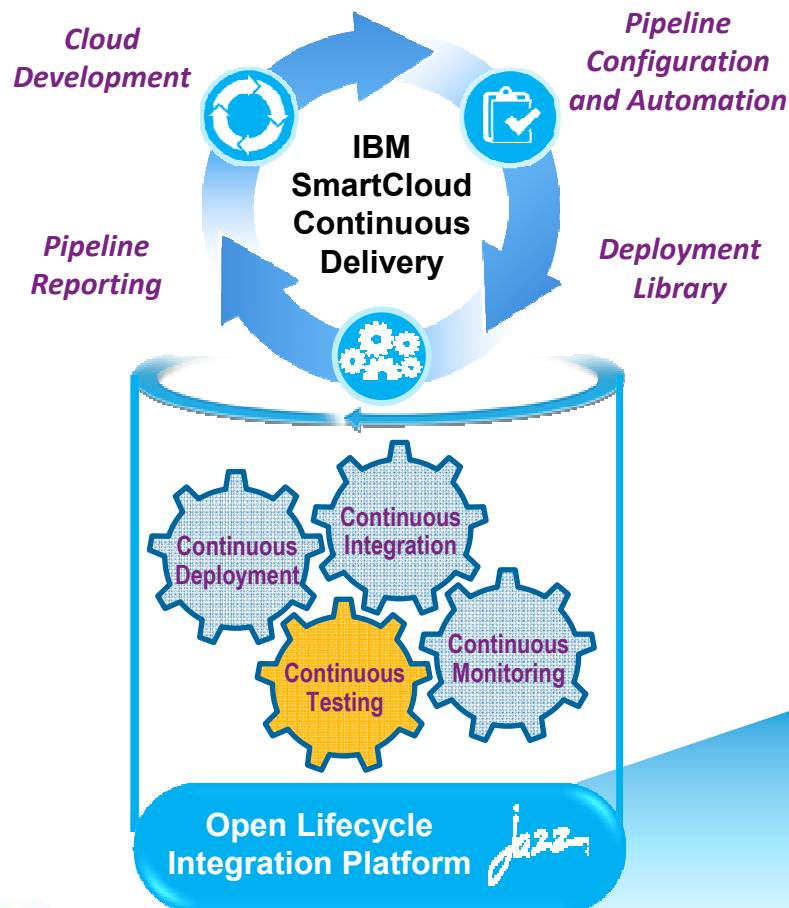 Cloud
Development
Pipeline
Configuration
and Automation
IBM
SmartCloud
Continuous
Delivery
Pipeline
Reporting
Deployment
Library
Continuous
Deployment
Continuous
Integration
Continuous
Testing
Continuous
Monitoring
Open Lifecycle
Integration Platform
jazz